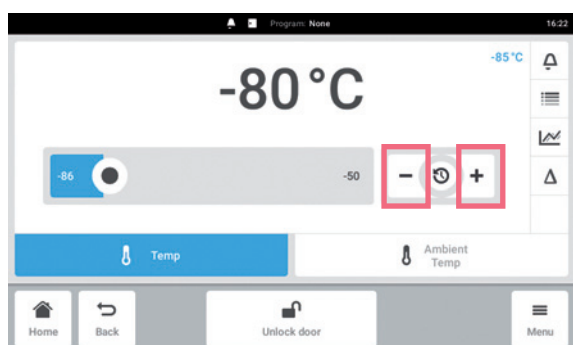 Program: None
16:22
-85 °C
-80 °C
-86
-50
− +
Temp
Ambient
Temp
Home
Back
Unlock door
Menu